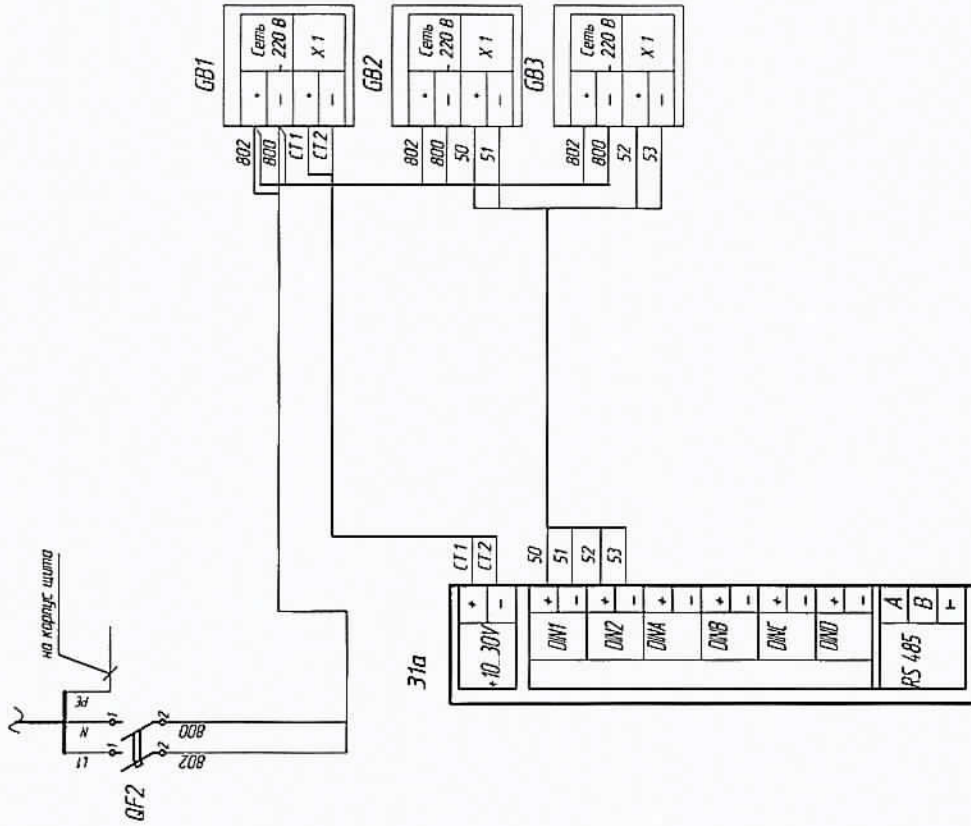 GB1
Сеть
~ 220 В
X 1
+
-
+
-
802
800
СТ1
СТ2
GB2
Сеть
~ 220 В
X 1
+
-
+
-
802
800
50
51
GB3
Сеть
~ 220 В
X 1
+
-
+
-
802
800
52
53
на корпус щита
PE
N
L1
1
1
2
2
800
802
QF2
31а
+10...30V
+
-
СТ1
СТ2
50
51
52
53
DIN1
+
-
DIN2
+
-
DINA
+
-
DINB
+
-
DINC
+
-
DIND
+
-
RS 485
A
B